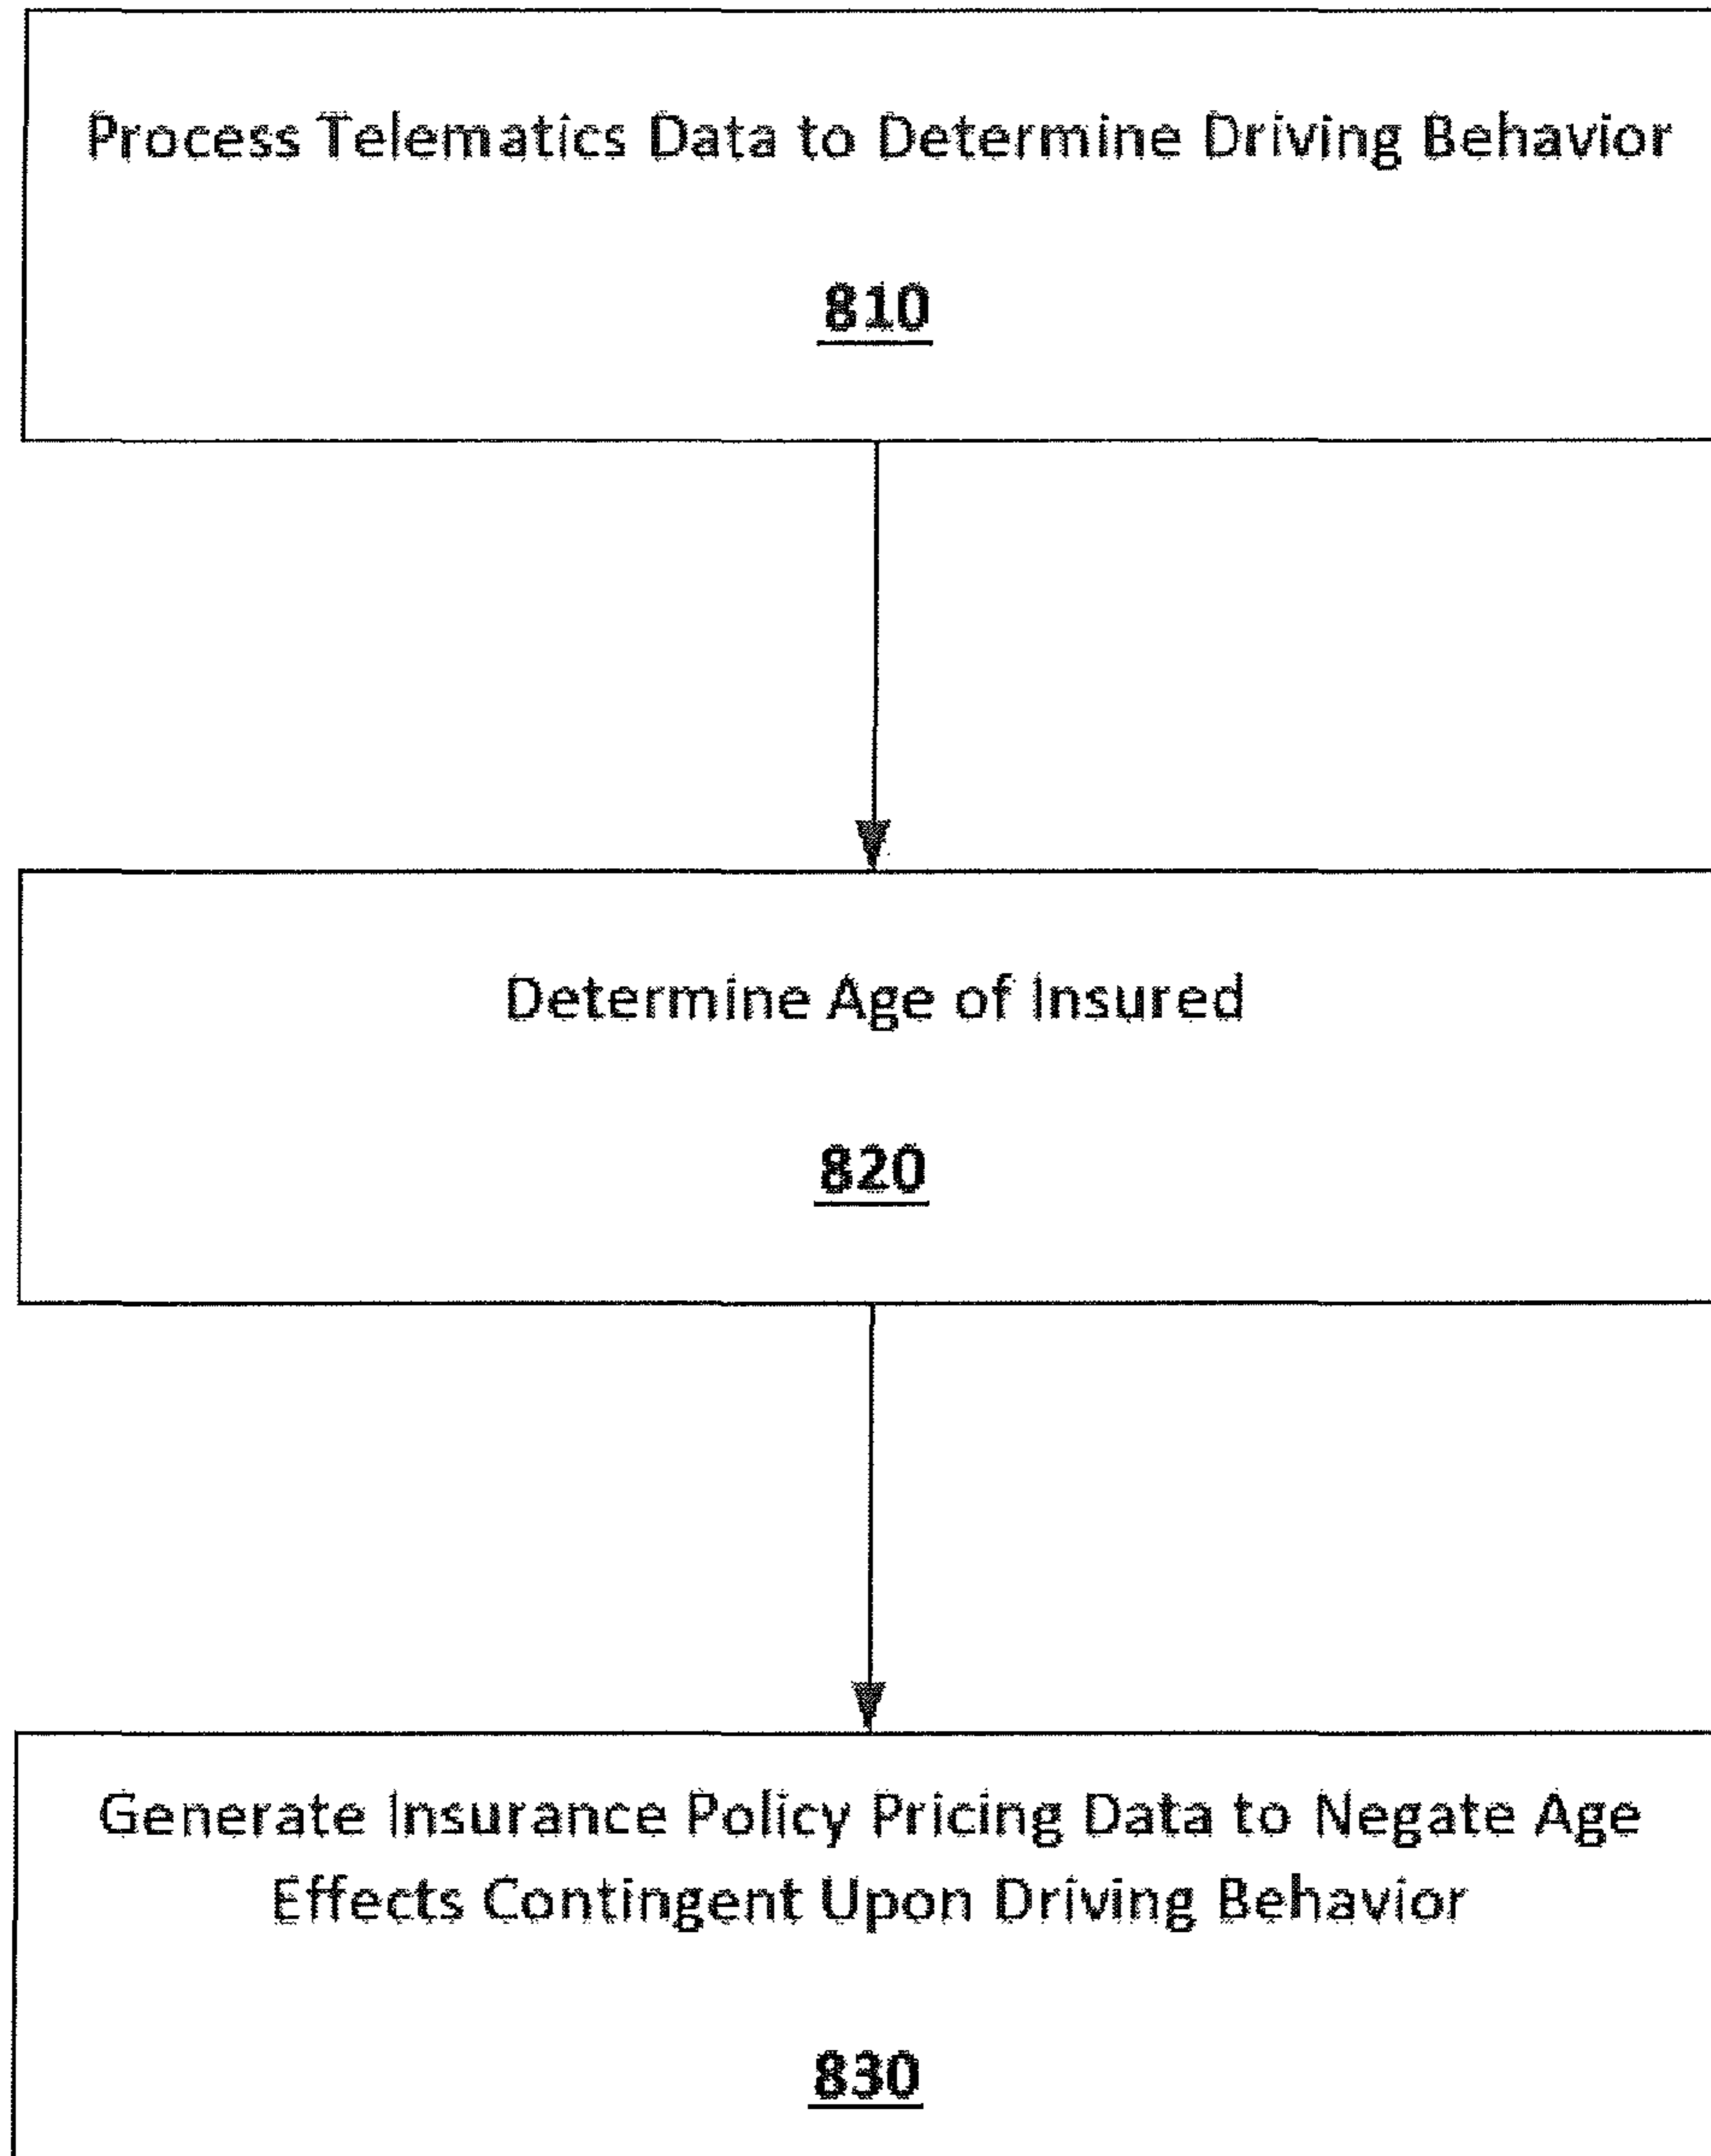 Process Telematics Data to Determine Driving Behavior
810
Determine Age of Insured
820
Generate Insurance Policy Pricing Data to Negate Age
Effects Contingent Upon Driving Behavior
830